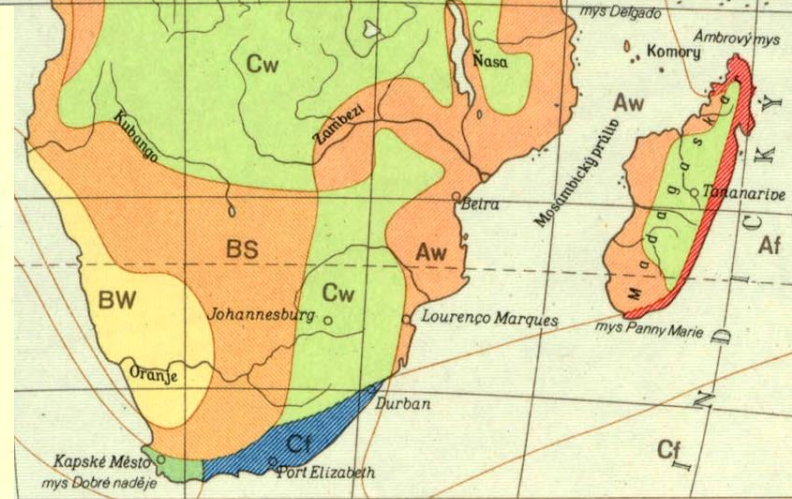 mys Delgado
Ambrový mys
Komory
Ňasa
Cw
Aw
Zambezi
Kubango
Mosambický průliv
Madagaskar
Tananarive
Beira
BS
Aw
Af
BW
Cw
Johannesburg
Lourenço Marques
mys Panny Marie
Oranje
Durban
Cf
Cf
Kapské Město
Port Elizabeth
mys Dobré naděje
INDICKÝ